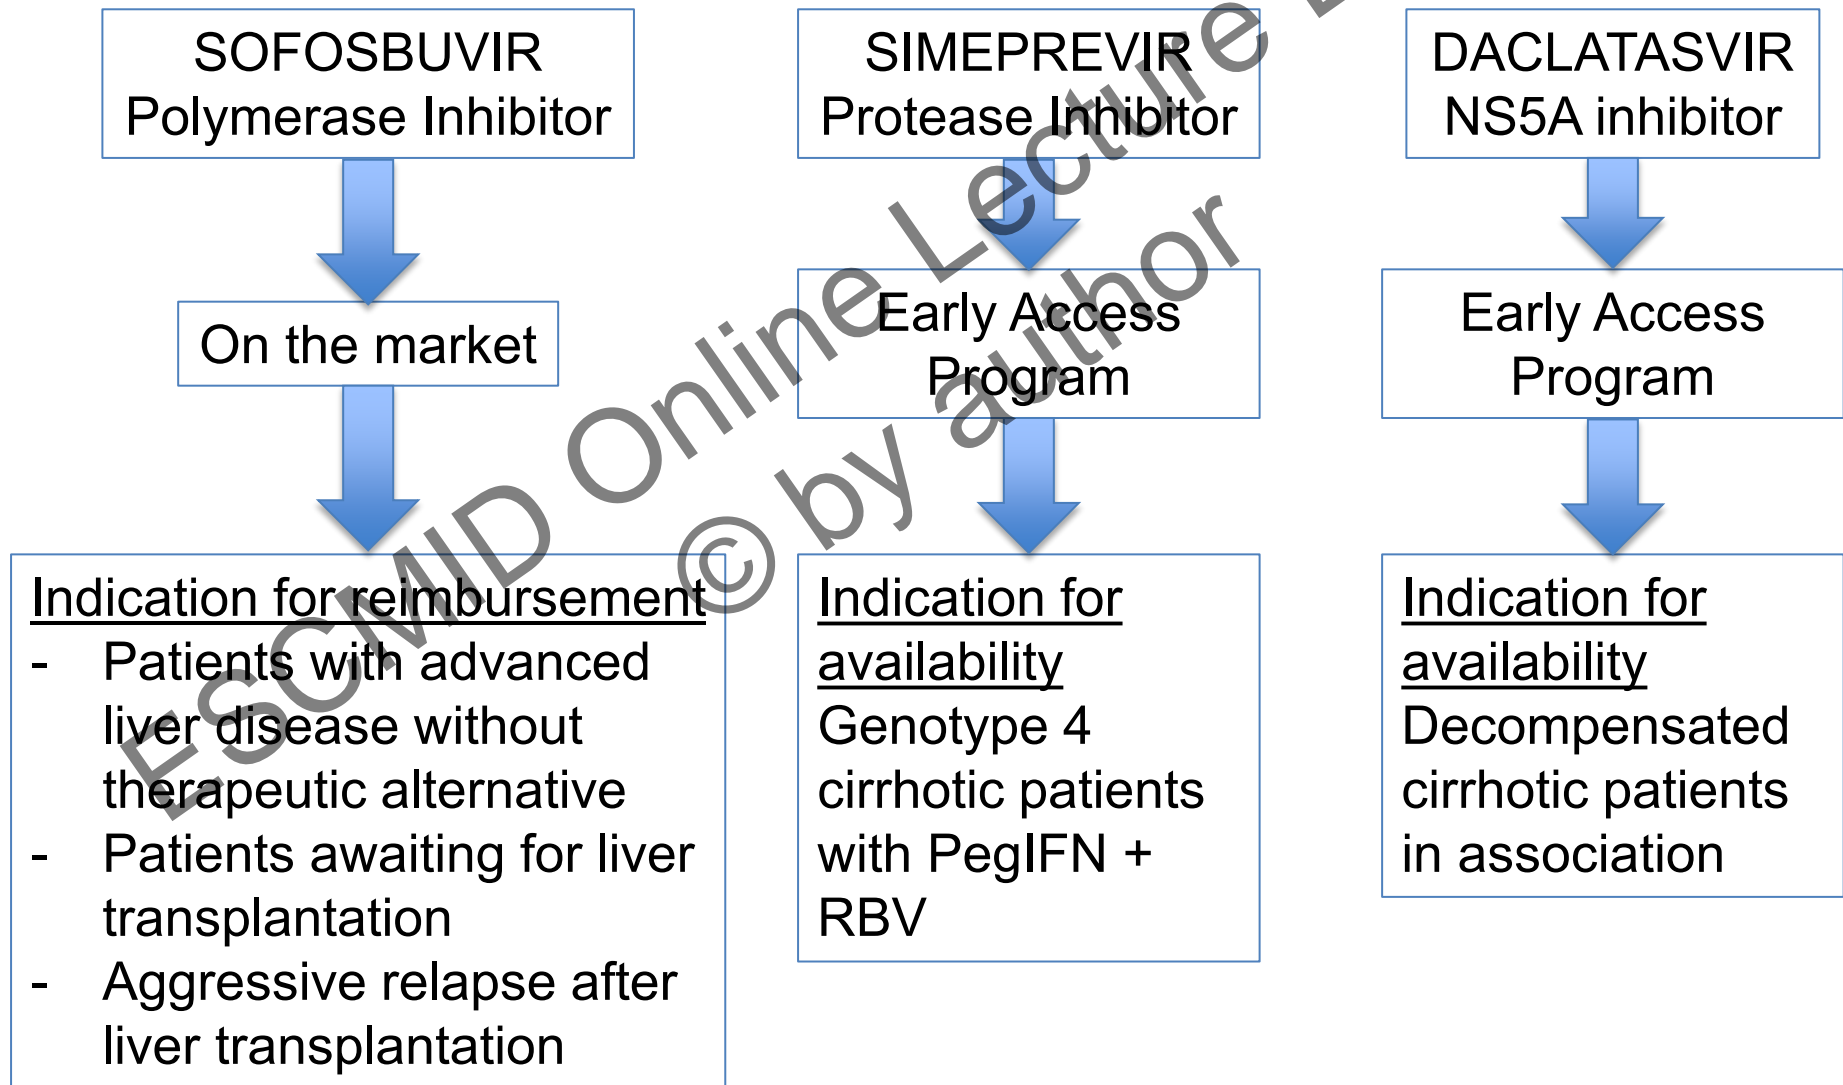 SOFOSBUVIR
Polymerase Inhibitor
On the market
Indication for reimbursement
- Patients with advanced
liver disease without
therapeutic alternative
- Patients awaiting for liver
transplantation
- Aggressive relapse after
liver transplantation
SIMEPREVIR
Protease Inhibitor
Early Access
Program
Indication for
availability
Genotype 4
cirrhotic patients
with PegIFN +
RBV
DACLATASVIR
NS5A inhibitor
Early Access
Program
Indication for
availability
Decompensated
cirrhotic patients
in association
ESCMID Online Lecture
© by author